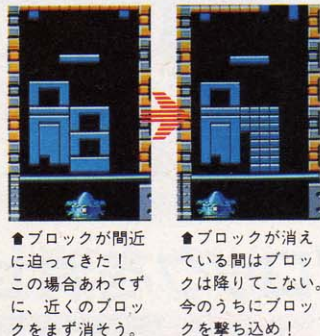 ⬆ブロックが間近
に迫ってきた！
この場合あわてず
に、近くのブロッ
クをまず消そう。
⬆ブロックが消え
ている間はブロッ
クは降りてこない。
今のうちにブロッ
クを撃ち込め！